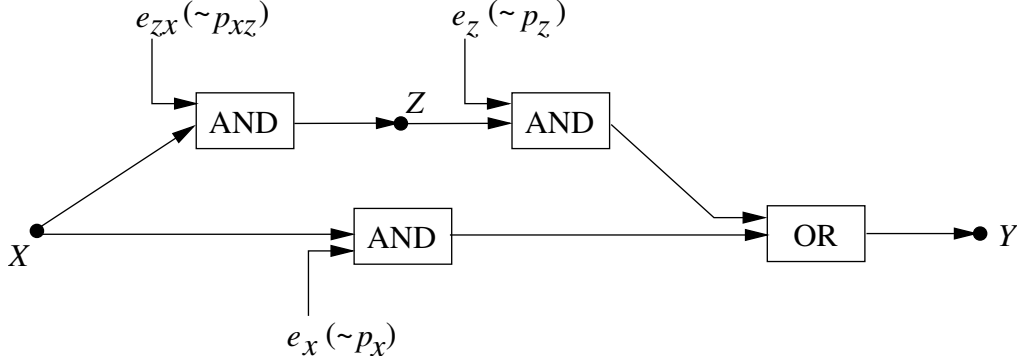 e_zx (~p_xz)
e_z (~p_z)
AND
Z
AND
X
AND
OR
Y
e_x (~p_x)